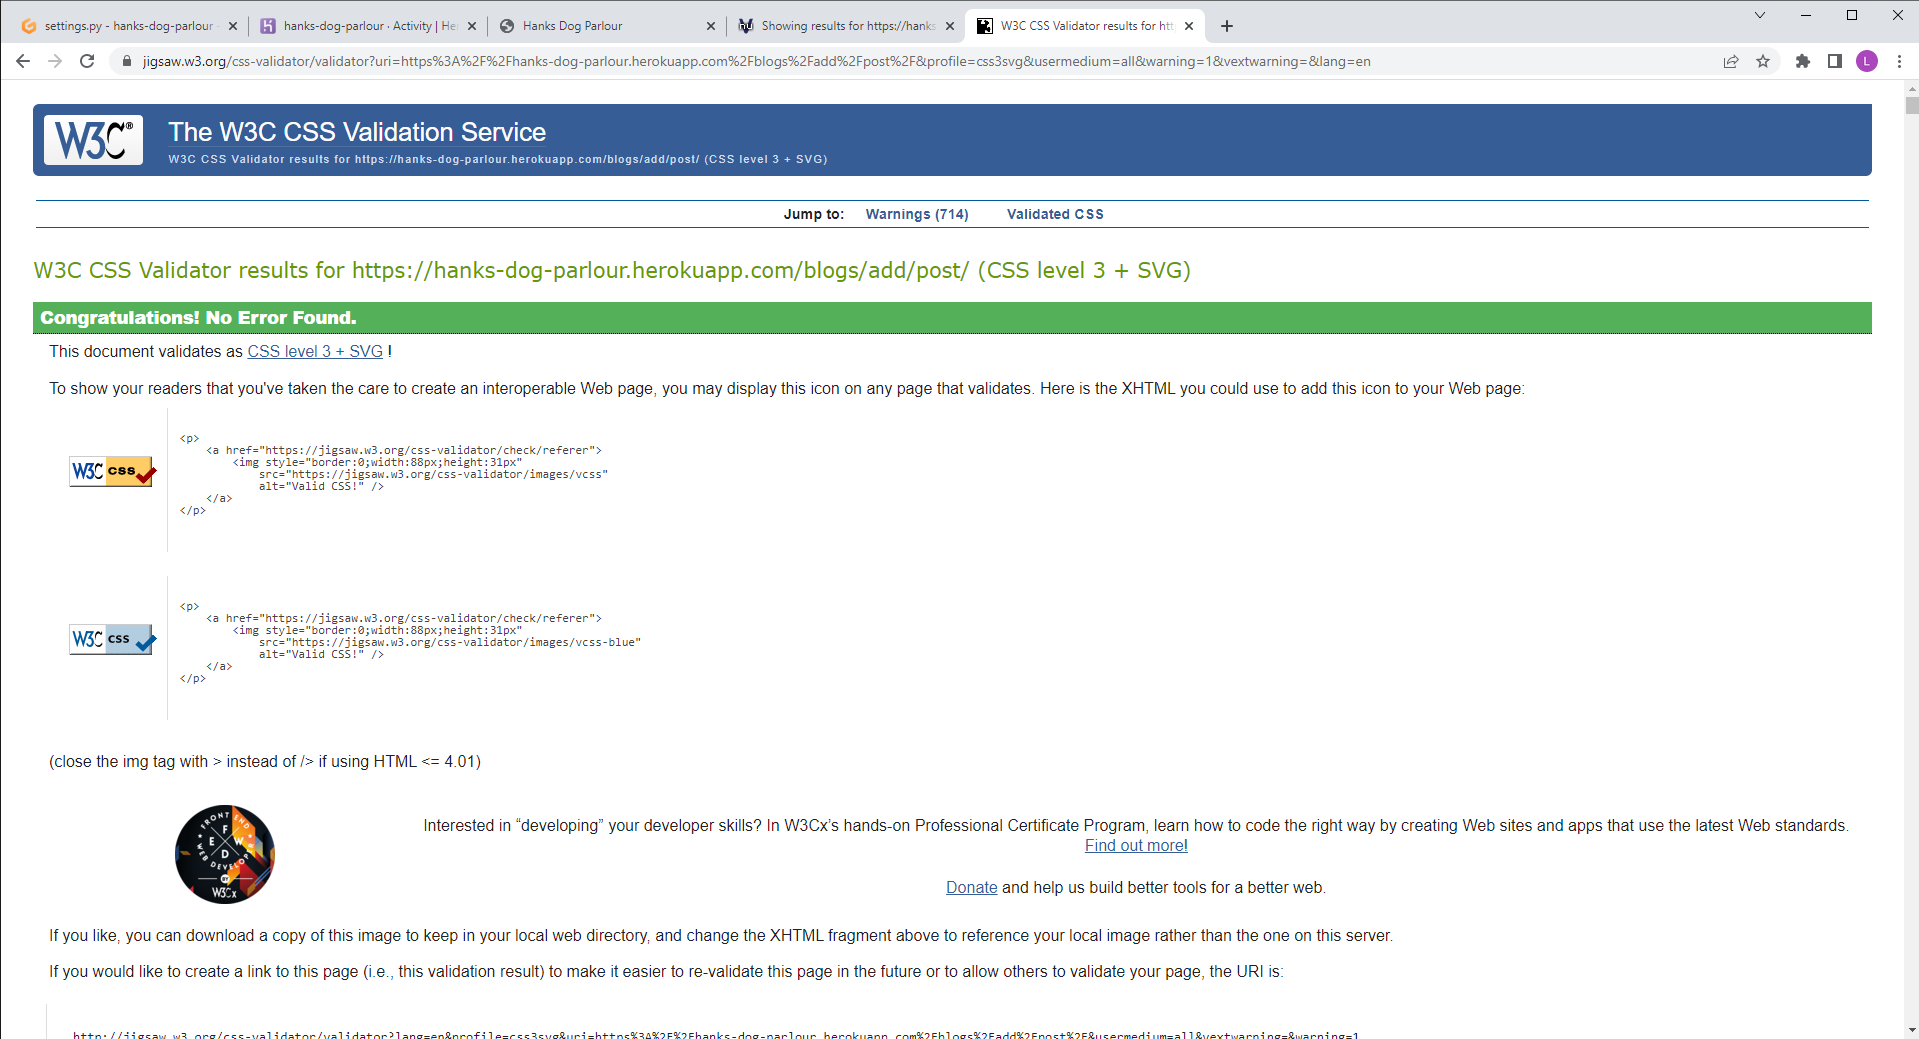 settings.py - hanks-dog-parlour
hanks-dog-parlour · Activity | He
Hanks Dog Parlour
Showing results for https://hanks
W3C CSS Validator results for htt
jigsaw.w3.org/css-validator/validator?uri=https%3A%2F%2Fhanks-dog-parlour.herokuapp.com%2Fblogs%2Fadd%2Fpost%2F&profile=css3svg&usermedium=all&warning=1&vextwarning=&lang=en
L
W3C®
The W3C CSS Validation Service
W3C CSS Validator results for https://hanks-dog-parlour.herokuapp.com/blogs/add/post/ (CSS level 3 + SVG)
Jump to: Warnings (714) Validated CSS
W3C CSS Validator results for https://hanks-dog-parlour.herokuapp.com/blogs/add/post/ (CSS level 3 + SVG)
Congratulations! No Error Found.
This document validates as CSS level 3 + SVG !
To show your readers that you've taken the care to create an interoperable Web page, you may display this icon on any page that validates. Here is the XHTML you could use to add this icon to your Web page:
W3C css
<p>
<a href="https://jigsaw.w3.org/css-validator/check/referer">
<img style="border:0;width:88px;height:31px"
src="https://jigsaw.w3.org/css-validator/images/vcss"
alt="Valid CSS!" />
</a>
</p>
W3C css
<p>
<a href="https://jigsaw.w3.org/css-validator/check/referer">
<img style="border:0;width:88px;height:31px"
src="https://jigsaw.w3.org/css-validator/images/vcss-blue"
alt="Valid CSS!" />
</a>
</p>
(close the img tag with > instead of /> if using HTML <= 4.01)
FRONT END
F
E W
D
WEB DEVELOPER
W3Cx
Interested in “developing” your developer skills? In W3Cx’s hands-on Professional Certificate Program, learn how to code the right way by creating Web sites and apps that use the latest Web standards.
Find out more!
Donate and help us build better tools for a better web.
If you like, you can download a copy of this image to keep in your local web directory, and change the XHTML fragment above to reference your local image rather than the one on this server.
If you would like to create a link to this page (i.e., this validation result) to make it easier to re-validate this page in the future or to allow others to validate your page, the URI is:
http://jigsaw.w3.org/css-validator/validator?lang=en&profile=css3svg&uri=https%3A%2F%2Fhanks-dog-parlour.herokuapp.com%2Fblogs%2Fadd%2Fpost%2F&usermedium=all&vextwarning=&warning=1